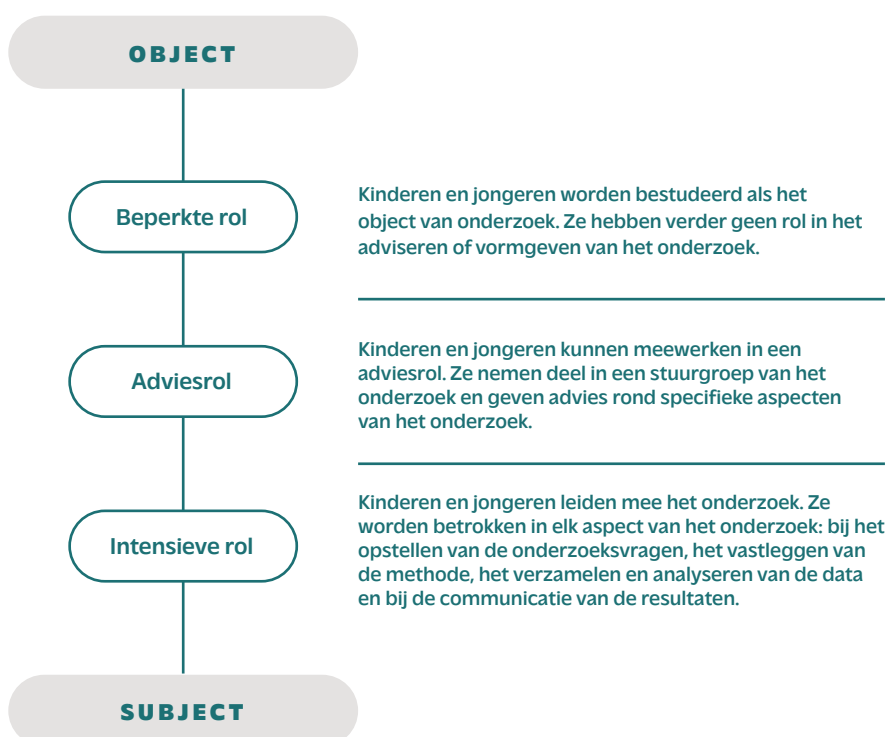 OBJECT
Beperkte rol
Kinderen en jongeren worden bestudeerd als het
object van onderzoek. Ze hebben verder geen rol in het
adviseren of vormgeven van het onderzoek.
Adviesrol
Kinderen en jongeren kunnen meewerken in een
adviesrol. Ze nemen deel in een stuurgroep van het
onderzoek en geven advies rond specifieke aspecten
van het onderzoek.
Intensieve rol
Kinderen en jongeren leiden mee het onderzoek. Ze
worden betrokken in elk aspect van het onderzoek: bij het
opstellen van de onderzoeksvragen, het vastleggen van
de methode, het verzamelen en analyseren van de data
en bij de communicatie van de resultaten.
SUBJECT